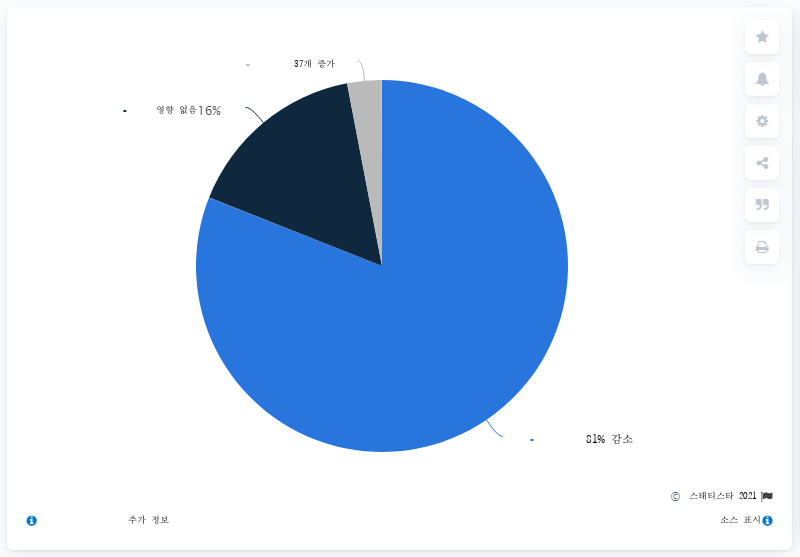 37개 증가
영향 없음16%
81% 감소
© 스태티스타 2021
추가 정보
소스 표시